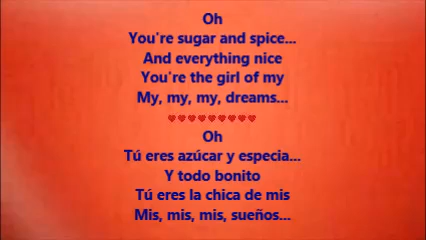 Oh
You're sugar and spice...
And everything nice
You're the girl of my
My, my, my, dreams...
Oh
Tú eres azúcar y especia...
Y todo bonito
Tú eres la chica de mis
Mis, mis, mis, sueños...